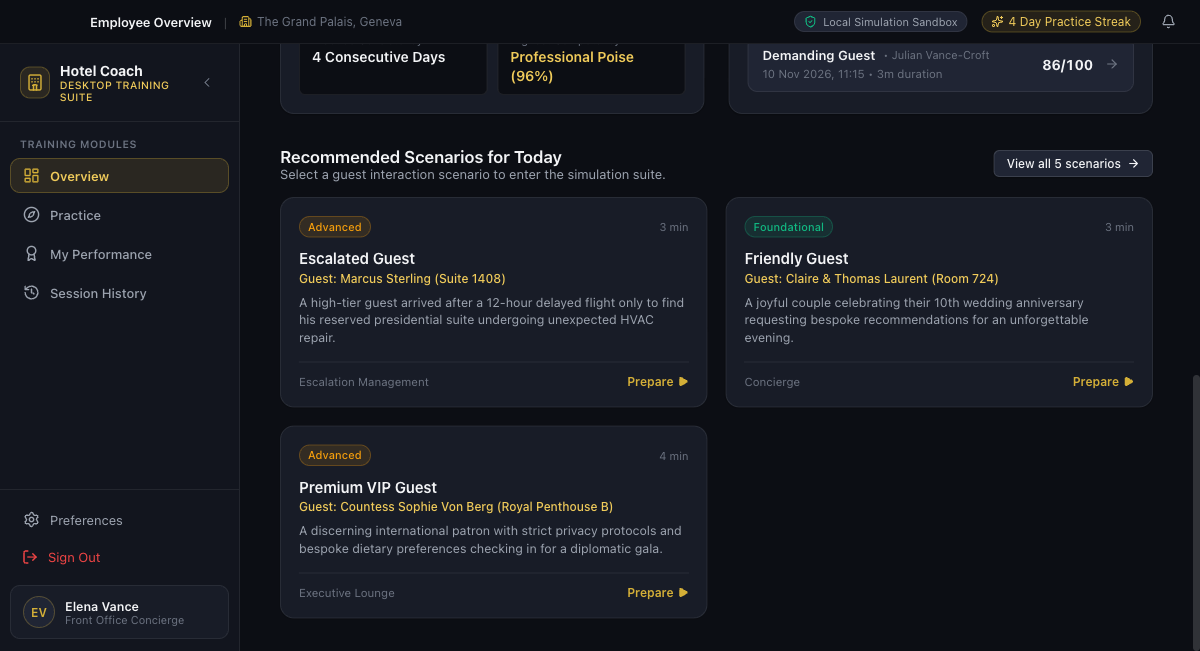 Employee Overview | The Grand Palais, Geneva
Local Simulation Sandbox
4 Day Practice Streak
Hotel Coach
DESKTOP TRAINING
SUITE
TRAINING MODULES
Overview
Practice
My Performance
Session History
Preferences
Sign Out
EV
Elena Vance
Front Office Concierge
4 Consecutive Days
Professional Poise
(96%)
Demanding Guest • Julian Vance-Croft
10 Nov 2026, 11:15 • 3m duration
86/100
Recommended Scenarios for Today
Select a guest interaction scenario to enter the simulation suite.
View all 5 scenarios →
Advanced
3 min
Escalated Guest
Guest: Marcus Sterling (Suite 1408)
A high-tier guest arrived after a 12-hour delayed flight only to find
his reserved presidential suite undergoing unexpected HVAC
repair.
Escalation Management
Prepare
Foundational
3 min
Friendly Guest
Guest: Claire & Thomas Laurent (Room 724)
A joyful couple celebrating their 10th wedding anniversary
requesting bespoke recommendations for an unforgettable
evening.
Concierge
Prepare
Advanced
4 min
Premium VIP Guest
Guest: Countess Sophie Von Berg (Royal Penthouse B)
A discerning international patron with strict privacy protocols and
bespoke dietary preferences checking in for a diplomatic gala.
Executive Lounge
Prepare